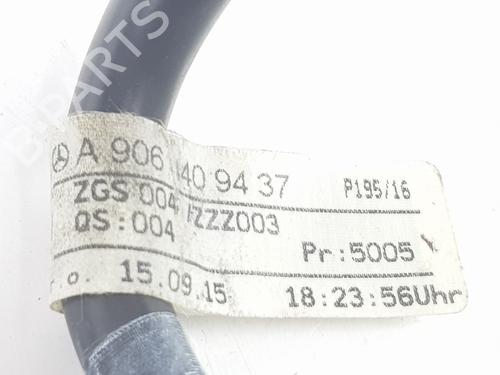 A 906 40 94 37 P195/16
ZGS 004 ZZZ003
QS:004 Pr:5005
.o. 15.09.15 18:23:56Uhr
B-PARTS